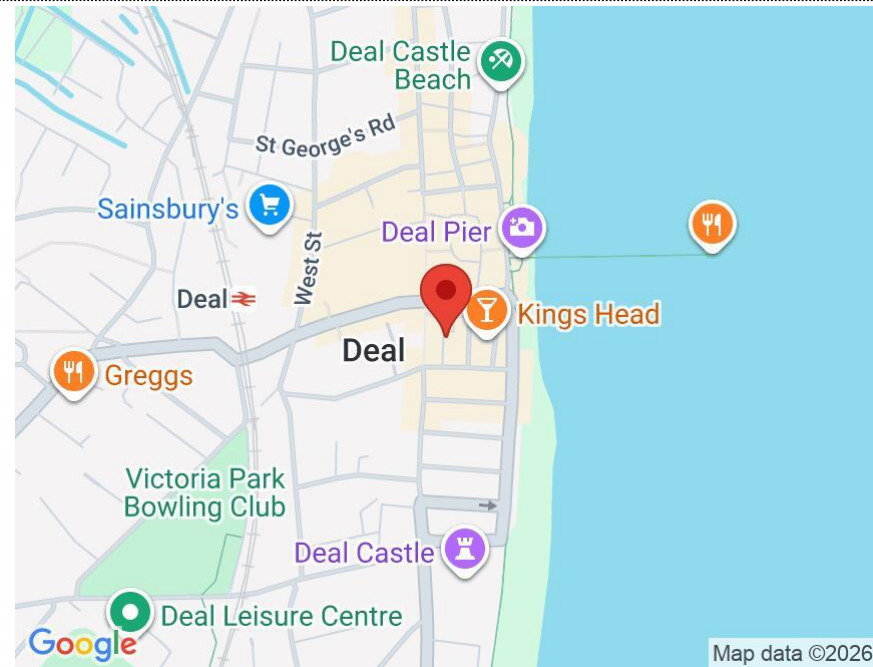 Deal Castle
Beach
St George's Rd
Sainsbury's
Deal Pier
West St
Deal
Kings Head
Deal
Greggs
Victoria Park
Bowling Club
Deal Castle
Deal Leisure Centre
Google
Map data ©2026